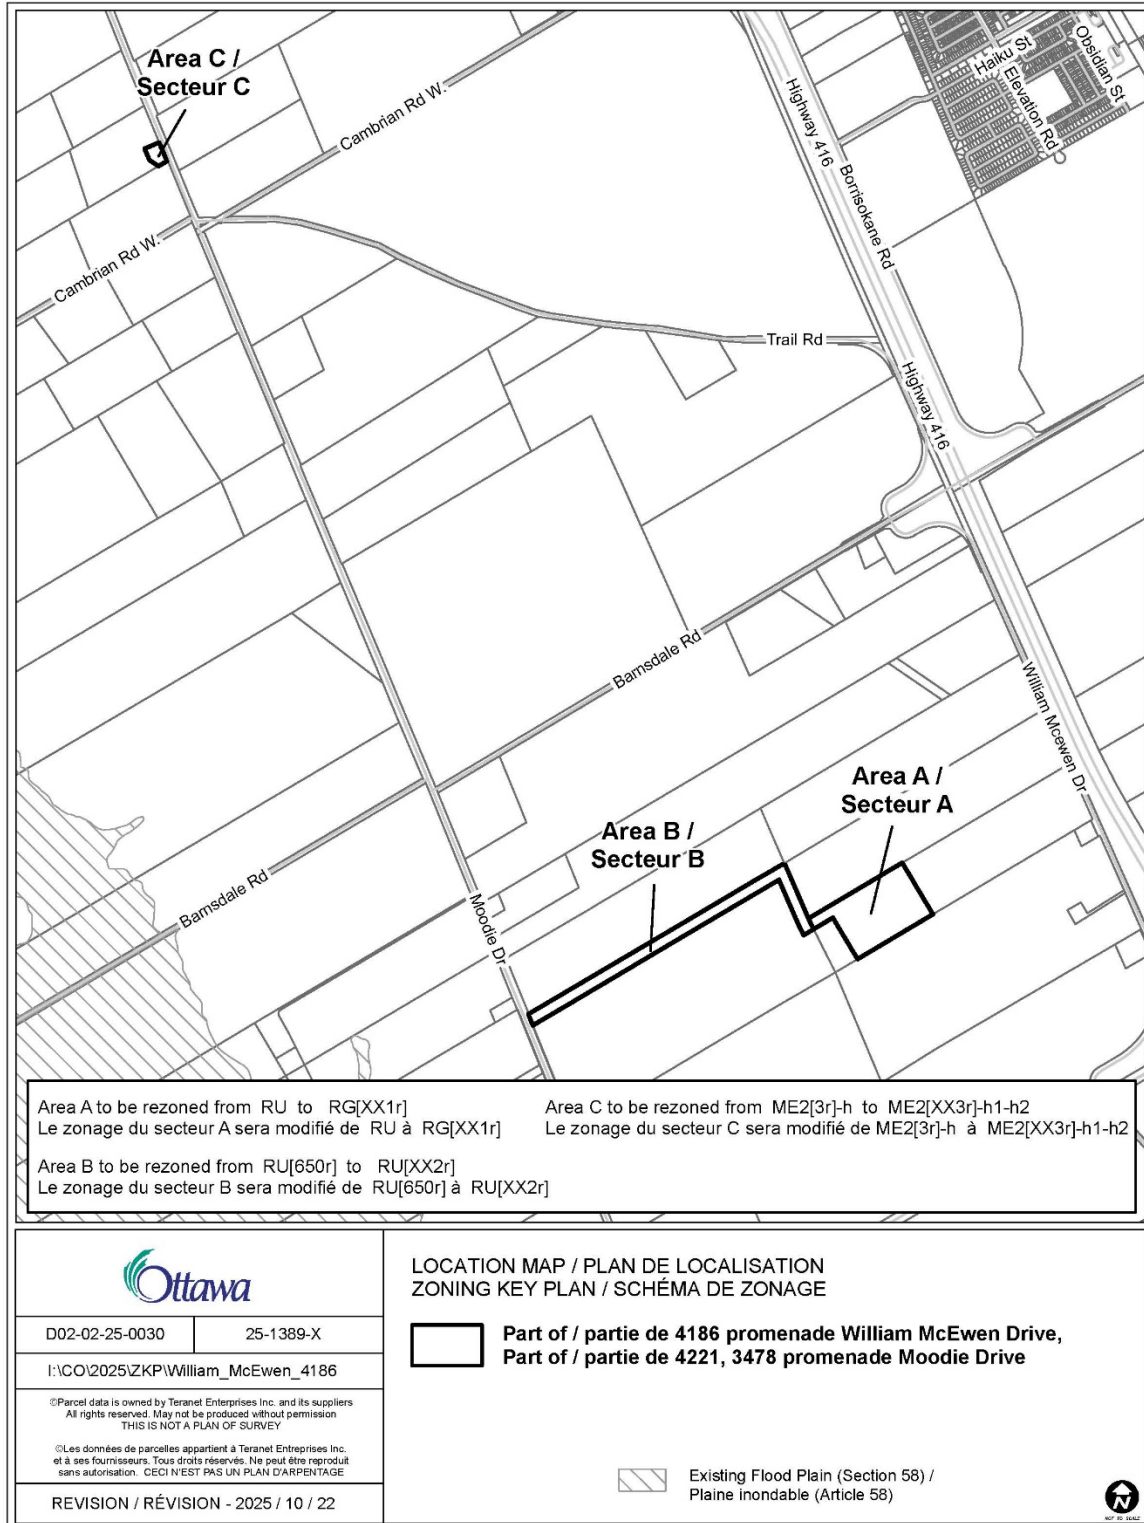 Area C /
Secteur C
Cambrian Rd W.
Cambrian Rd W.
Highway 416
Borrisokane Rd
Haiku St
Elevation Rd
Obsidian St
Trail Rd
Highway 416
Barnsdale Rd
William Mcewen Dr
Area A /
Secteur A
Area B /
Secteur B
Barnsdale Rd
Moodie Dr
Area A to be rezoned from RU to RG[XX1r]
Le zonage du secteur A sera modifié de RU à RG[XX1r]
Area B to be rezoned from RU[650r] to RU[XX2r]
Le zonage du secteur B sera modifié de RU[650r] à RU[XX2r]
Area C to be rezoned from ME2[3r]-h to ME2[XX3r]-h1-h2
Le zonage du secteur C sera modifié de ME2[3r]-h à ME2[XX3r]-h1-h2
Ottawa
D02-02-25-0030
25-1389-X
I:\CO\2025\ZKP\William_McEwen_4186
©Parcel data is owned by Teranet Enterprises Inc. and its suppliers
All rights reserved. May not be produced without permission
THIS IS NOT A PLAN OF SURVEY
©Les données de parcelles appartient à Teranet Entreprises Inc.
et à ses fournisseurs. Tous droits réservés. Ne peut être reproduit
sans autorisation. CECI N'EST PAS UN PLAN D'ARPENTAGE
REVISION / RÉVISION - 2025 / 10 / 22
LOCATION MAP / PLAN DE LOCALISATION
ZONING KEY PLAN / SCHÉMA DE ZONAGE
Part of / partie de 4186 promenade William McEwen Drive,
Part of / partie de 4221, 3478 promenade Moodie Drive
Existing Flood Plain (Section 58) /
Plaine inondable (Article 58)
N
NOT TO SCALE